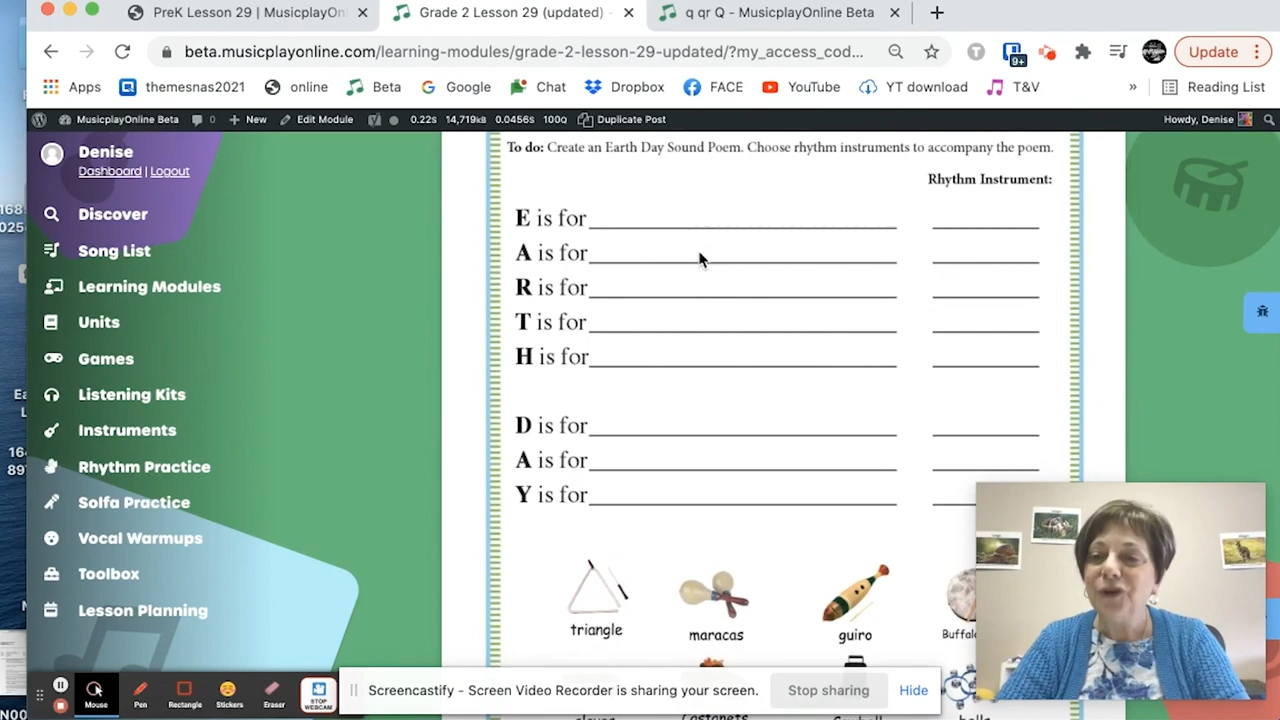 PreK Lesson 29 | MusicplayOnl
Grade 2 Lesson 29 (updated) -
q qr Q - MusicplayOnline Beta
beta.musicplayonline.com/learning-modules/grade-2-lesson-29-updated/?my_access_cod...
T
9+
Update
Apps
themesnas2021
online
Beta
Google
Chat
Dropbox
FACE
YouTube
YT download
T&V
»
Reading List
MusicplayOnline Beta
0
New
Edit Module
0.22s
14,719kB
0.0456s
100Q
Duplicate Post
Howdy, Denise
Denise
Dashboard | Logout
Discover
Song List
Learning Modules
Units
Games
Listening Kits
Instruments
Rhythm Practice
Solfa Practice
Vocal Warmups
Toolbox
Lesson Planning
To do: Create an Earth Day Sound Poem. Choose rhythm instruments to accompany the poem.
Rhythm Instrument:
E is for
A is for
R is for
T is for
H is for
D is for
A is for
Y is for
triangle
maracas
guiro
Screencastify - Screen Video Recorder is sharing your screen.
Stop sharing
Hide
Mouse
Pen
Rectangle
Stickers
Eraser
STOP
WEBCAM